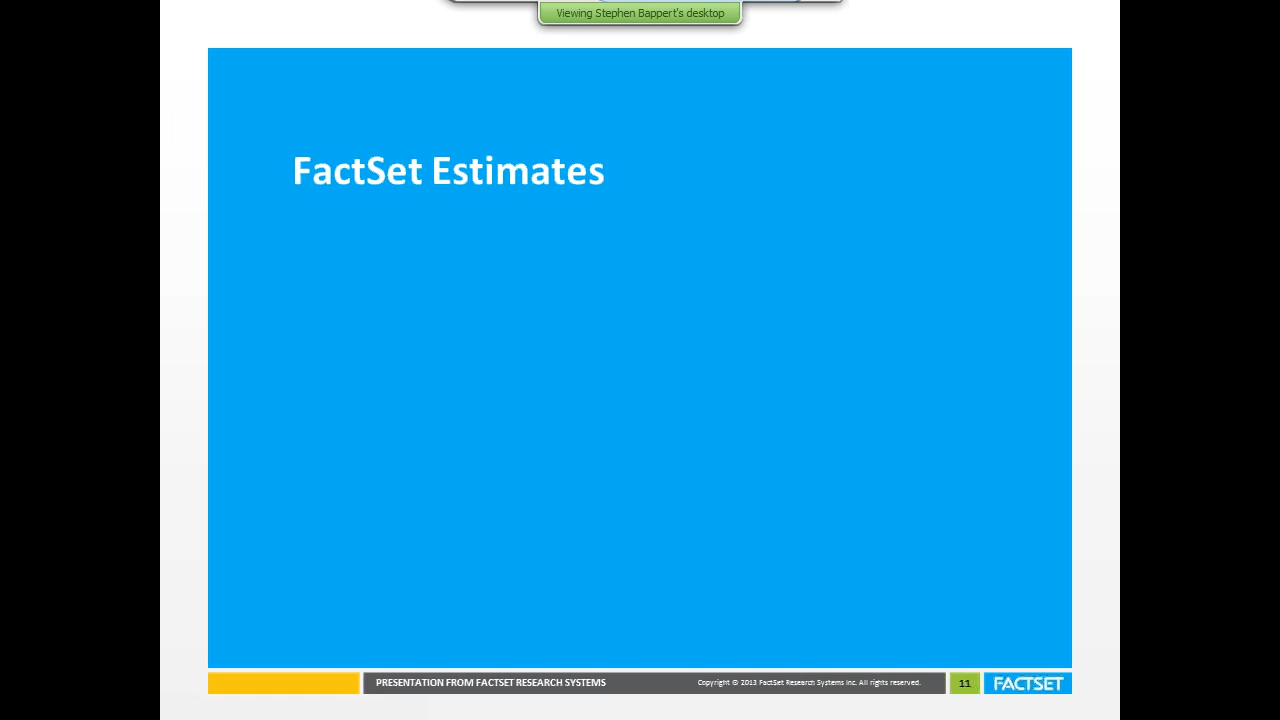 Viewing Stephen Bappert's desktop
FactSet Estimates
PRESENTATION FROM FACTSET RESEARCH SYSTEMS
Copyright © 2013 FactSet Research Systems Inc. All rights reserved.
11
FACTSET